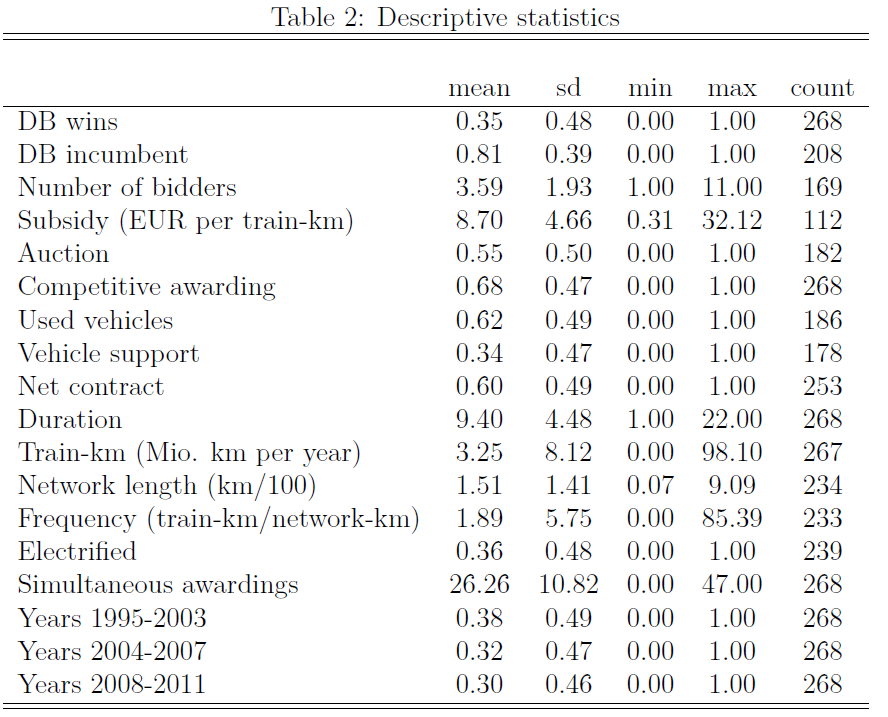 Table 2: Descriptive statistics
mean sd min max count
DB wins 0.35 0.48 0.00 1.00 268
DB incumbent 0.81 0.39 0.00 1.00 208
Number of bidders 3.59 1.93 1.00 11.00 169
Subsidy (EUR per train-km) 8.70 4.66 0.31 32.12 112
Auction 0.55 0.50 0.00 1.00 182
Competitive awarding 0.68 0.47 0.00 1.00 268
Used vehicles 0.62 0.49 0.00 1.00 186
Vehicle support 0.34 0.47 0.00 1.00 178
Net contract 0.60 0.49 0.00 1.00 253
Duration 9.40 4.48 1.00 22.00 268
Train-km (Mio. km per year) 3.25 8.12 0.00 98.10 267
Network length (km/100) 1.51 1.41 0.07 9.09 234
Frequency (train-km/network-km) 1.89 5.75 0.00 85.39 233
Electrified 0.36 0.48 0.00 1.00 239
Simultaneous awardings 26.26 10.82 0.00 47.00 268
Years 1995-2003 0.38 0.49 0.00 1.00 268
Years 2004-2007 0.32 0.47 0.00 1.00 268
Years 2008-2011 0.30 0.46 0.00 1.00 268